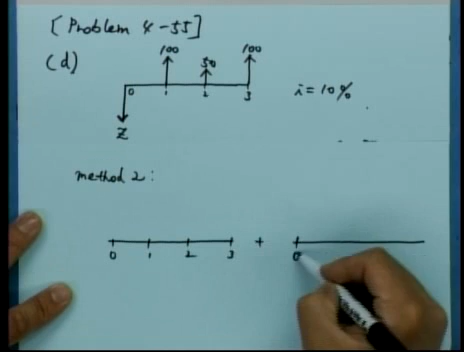 [Problem 4-55]
(d)
100 50 100
0 1 2 3 i=10%
Z
method 2:
+
0 1 2 3 0